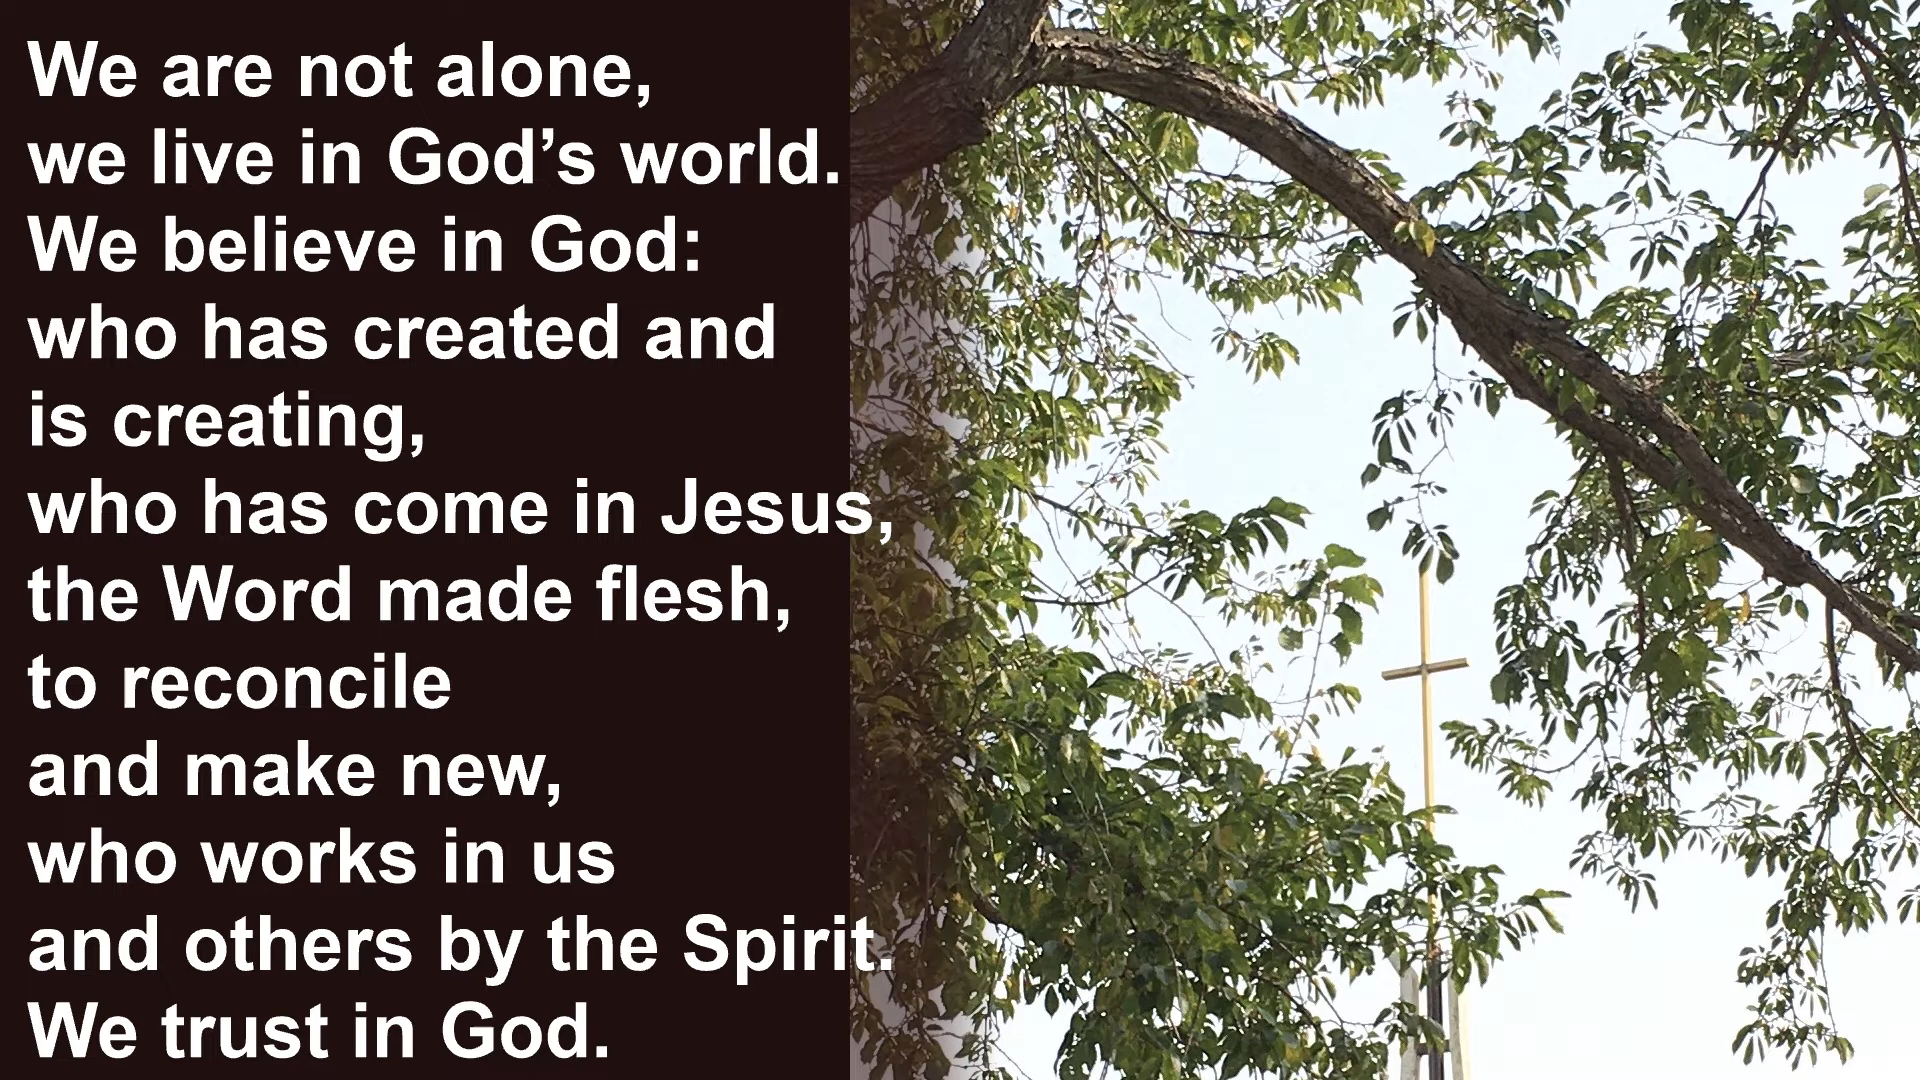 We are not alone,
we live in God’s world.
We believe in God:
who has created and
is creating,
who has come in Jesus,
the Word made flesh,
to reconcile
and make new,
who works in us
and others by the Spirit.
We trust in God.